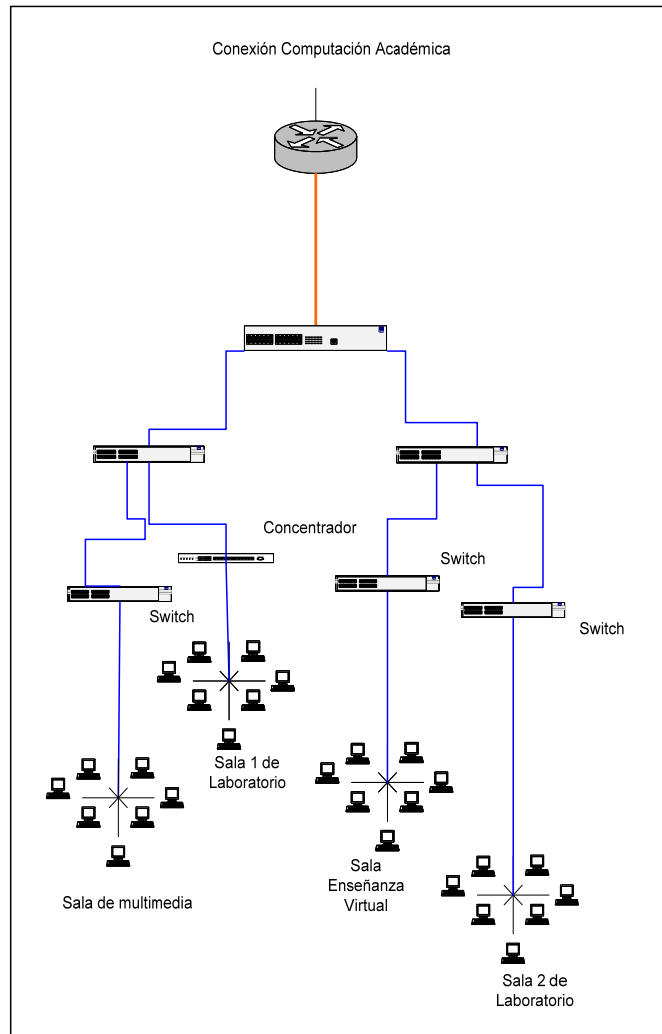 Conexión Computación Académica
Concentrador
Switch
Switch
Switch
Sala 1 de
Laboratorio
Sala
Enseñanza
Virtual
Sala de multimedia
Sala 2 de
Laboratorio